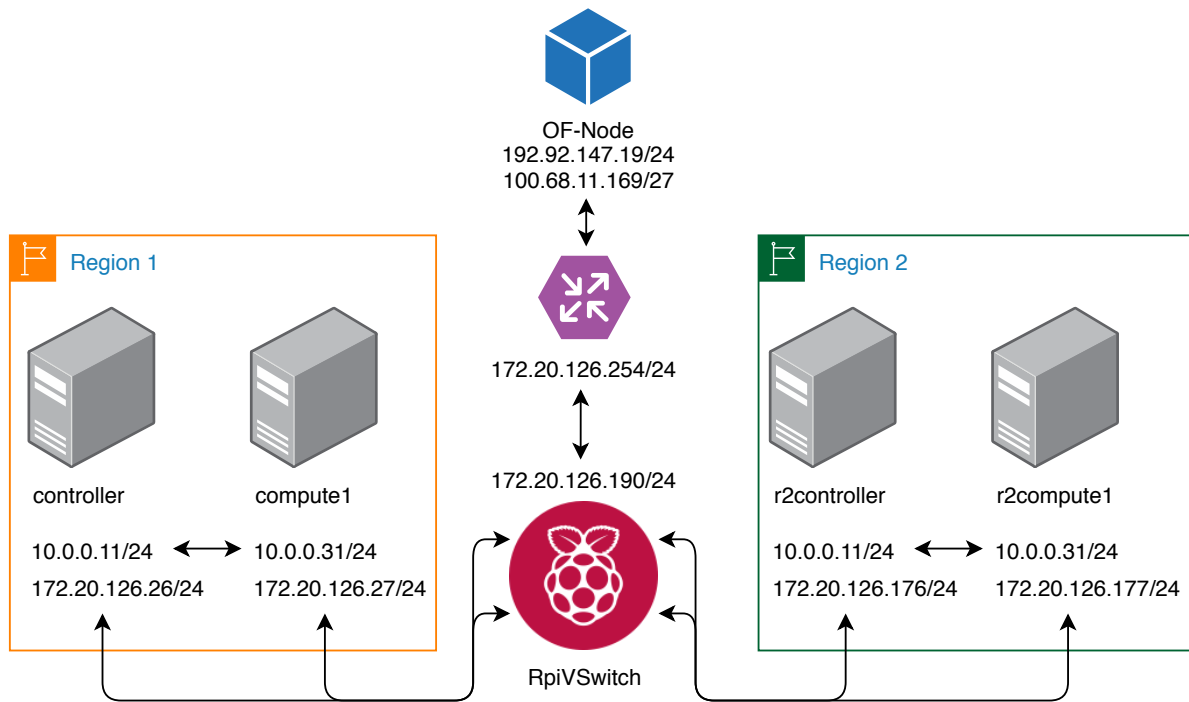 OF-Node
192.92.147.19/24
100.68.11.169/27
Region 1
Region 2
172.20.126.254/24
172.20.126.190/24
controller
compute1
r2controller
r2compute1
10.0.0.11/24
10.0.0.31/24
10.0.0.11/24
10.0.0.31/24
172.20.126.26/24
172.20.126.27/24
172.20.126.176/24
172.20.126.177/24
RpiVSwitch